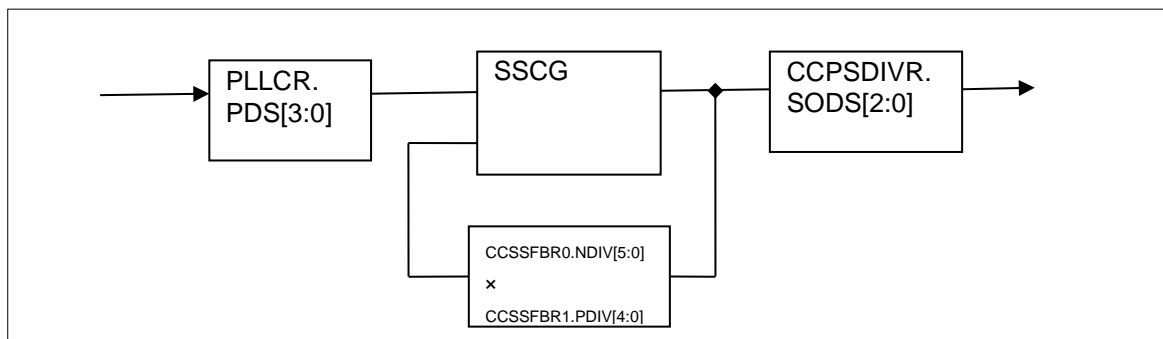 PLLCR.
PDS[3:0]
SSCG
CCPSDIVR.
SODS[2:0]
CCSSFBR0.NDIV[5:0]
×
CCSSFBR1.PDIV[4:0]